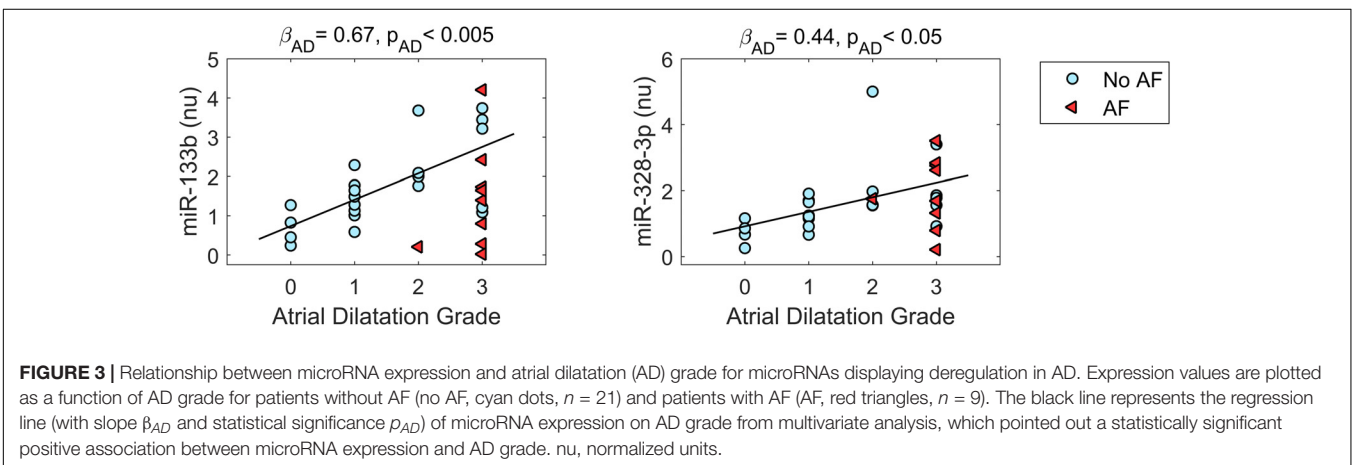 β_AD = 0.67, p_AD < 0.005
5
4
3
2
1
0
miR-133b (nu)
0 1 2 3
Atrial Dilatation Grade
β_AD = 0.44, p_AD < 0.05
6
4
2
0
miR-328-3p (nu)
0 1 2 3
Atrial Dilatation Grade
No AF
AF
FIGURE 3 | Relationship between microRNA expression and atrial dilatation (AD) grade for microRNAs displaying deregulation in AD. Expression values are plotted
as a function of AD grade for patients without AF (no AF, cyan dots, n = 21) and patients with AF (AF, red triangles, n = 9). The black line represents the regression
line (with slope β_AD and statistical significance p_AD) of microRNA expression on AD grade from multivariate analysis, which pointed out a statistically significant
positive association between microRNA expression and AD grade. nu, normalized units.